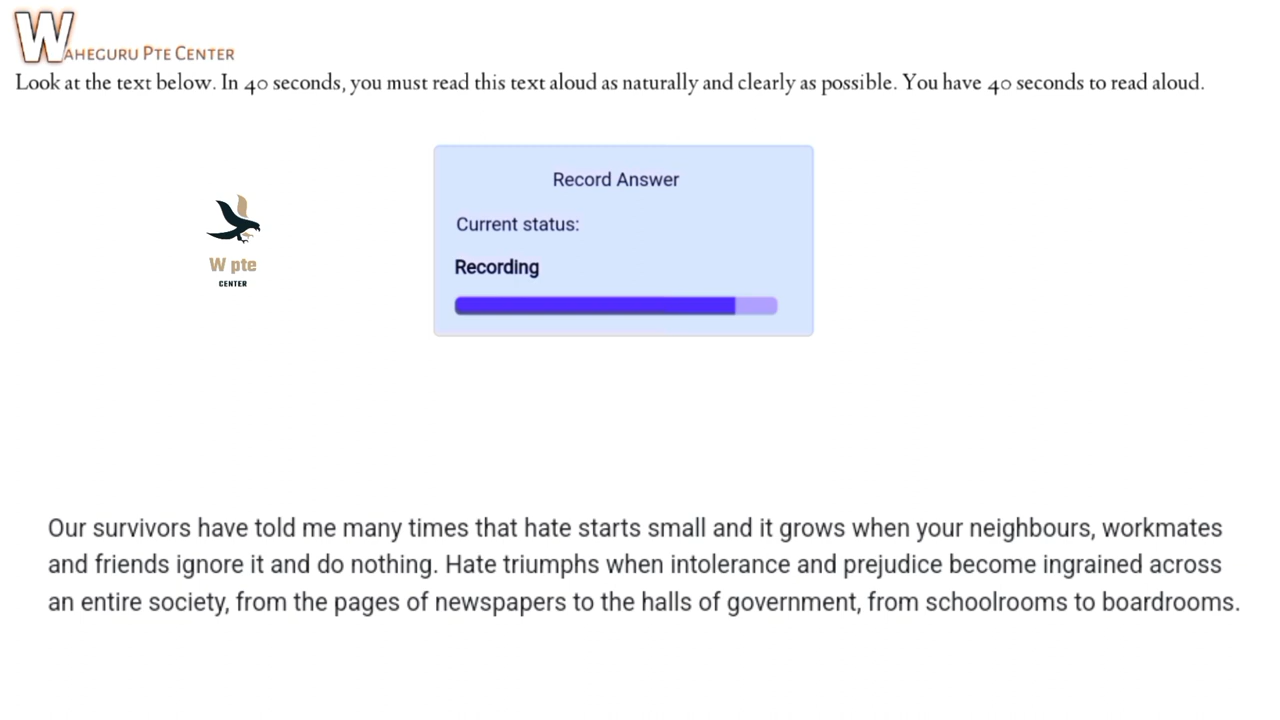 WAHEGURU PTE CENTER
Look at the text below. In 40 seconds, you must read this text aloud as naturally and clearly as possible. You have 40 seconds to read aloud.
Record Answer
Current status:
Recording
W pte
CENTER
Our survivors have told me many times that hate starts small and it grows when your neighbours, workmates
and friends ignore it and do nothing. Hate triumphs when intolerance and prejudice become ingrained across
an entire society, from the pages of newspapers to the halls of government, from schoolrooms to boardrooms.